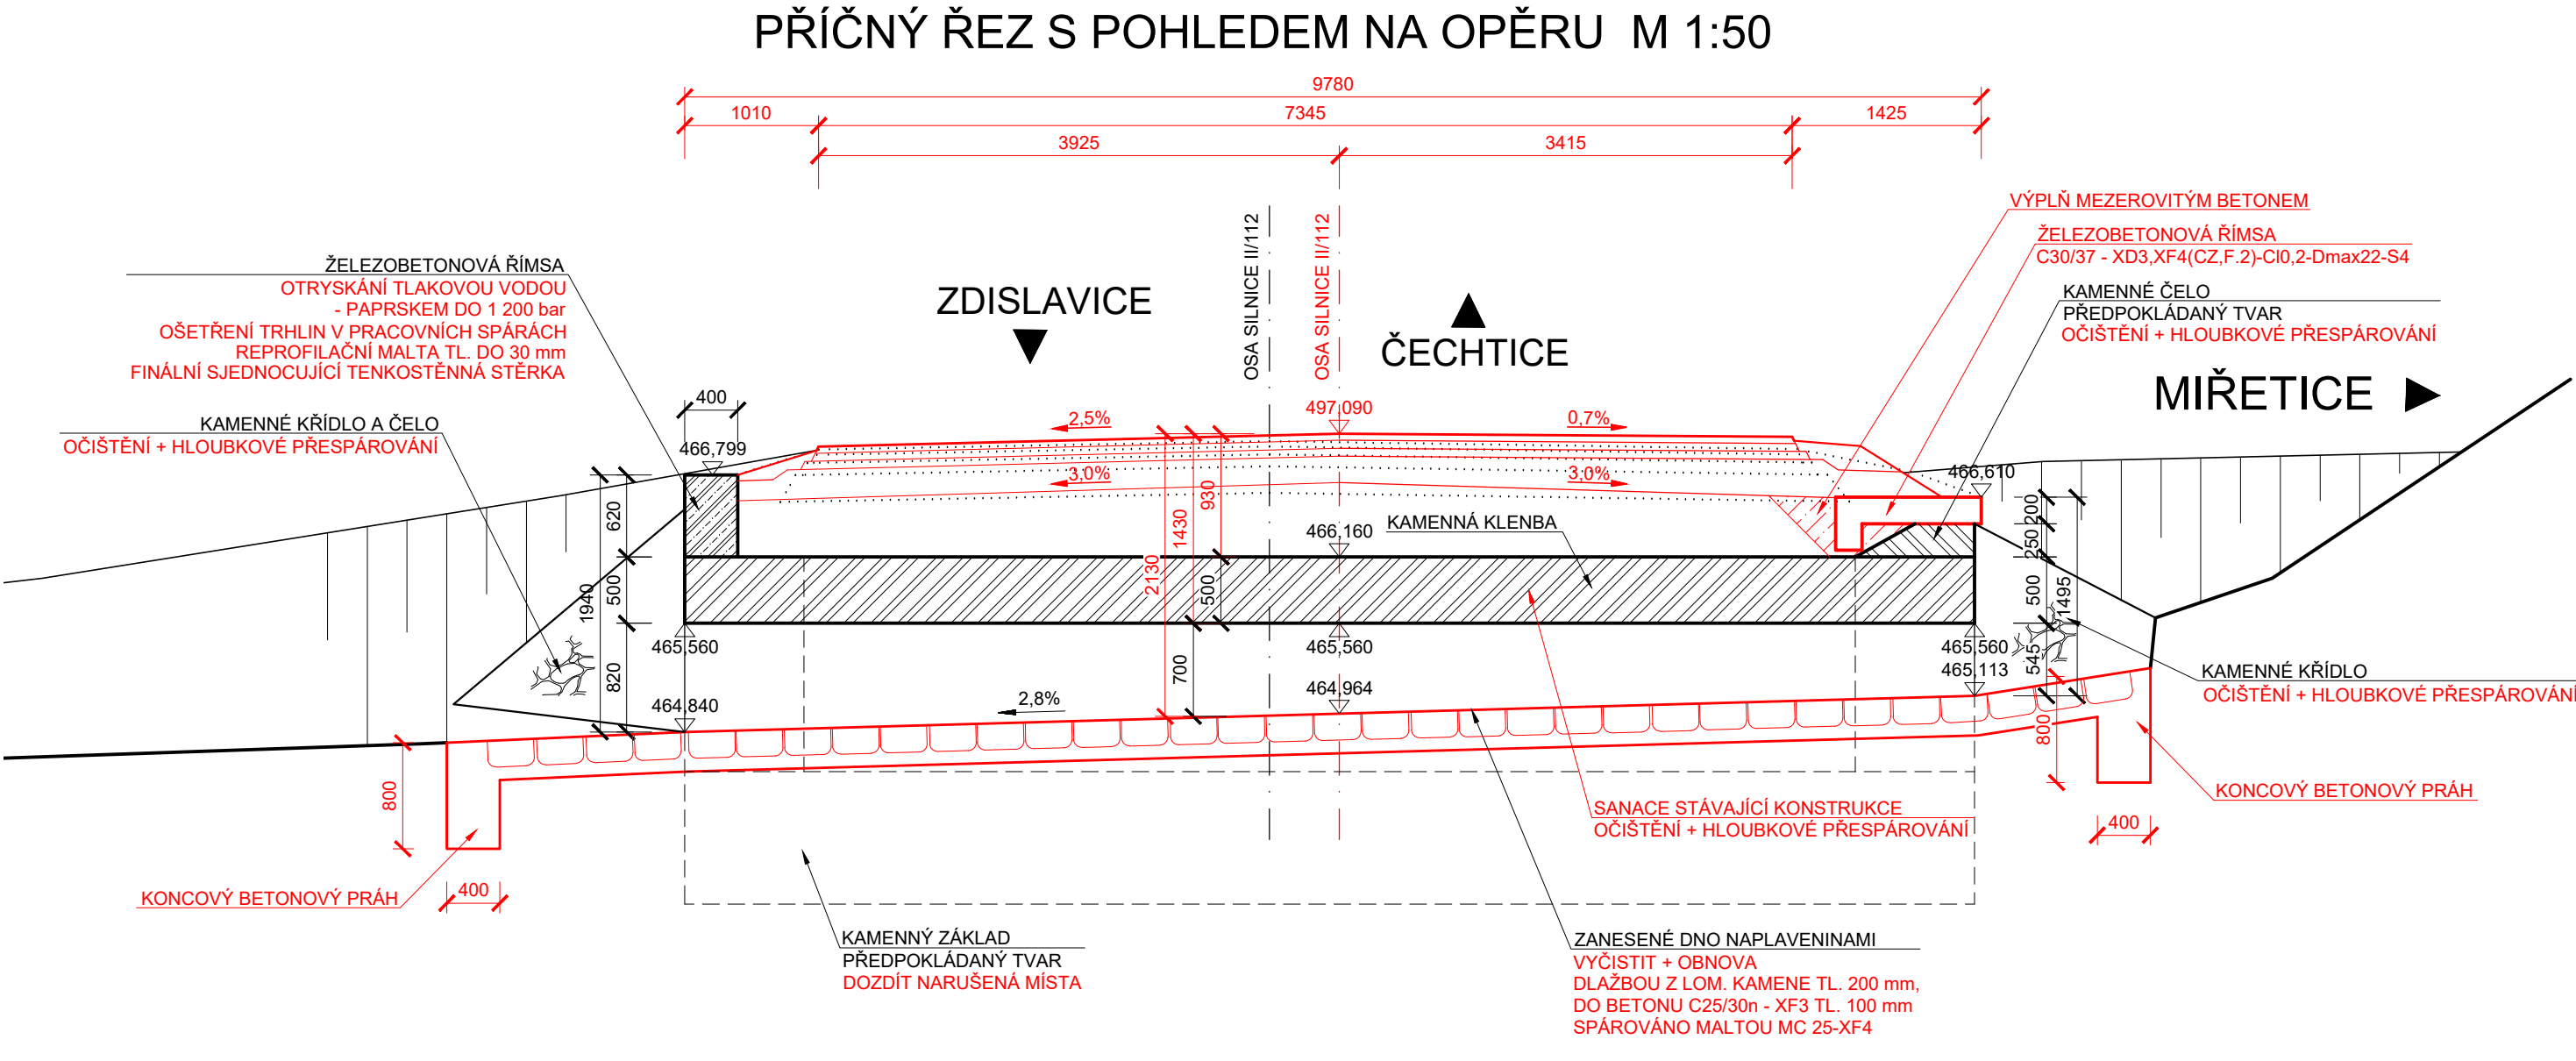 PŘÍČNÝ ŘEZ S POHLEDEM NA OPĚRU M 1:50
9780
1010
7345
1425
3925
3415
OSA SILNICE II/112
OSA SILNICE II/112
VÝPLŇ MEZEROVITÝM BETONEM
ŽELEZOBETONOVÁ ŘÍMSA
C30/37 - XD3,XF4(CZ,F.2)-Cl0,2-Dmax22-S4
KAMENNÉ ČELO
PŘEDPOKLÁDANÝ TVAR
OČIŠTĚNÍ + HLOUBKOVÉ PŘESPÁROVÁNÍ
ŽELEZOBETONOVÁ ŘÍMSA
OTRYSKÁNÍ TLAKOVOU VODOU
- PAPRSKEM DO 1 200 bar
OŠETŘENÍ TRHLIN V PRACOVNÍCH SPÁRÁCH
REPROFILAČNÍ MALTA TL. DO 30 mm
FINÁLNÍ SJEDNOCUJÍCÍ TENKOSTĚNNÁ STĚRKA
ZDISLAVICE
ČECHTICE
MIŘETICE
KAMENNÉ KŘÍDLO A ČELO
OČIŠTĚNÍ + HLOUBKOVÉ PŘESPÁROVÁNÍ
400
466,799
2,5%
497,090
0,7%
3,0%
3,0%
466,610
620
500
1940
820
930
1430
2130
500
700
466,160
KAMENNÁ KLENBA
200
250
500
1495
545
800
465,560
465,560
465,560
465,113
464,840
2,8%
464,964
KAMENNÉ KŘÍDLO
OČIŠTĚNÍ + HLOUBKOVÉ PŘESPÁROVÁNÍ
800
SANACE STÁVAJÍCÍ KONSTRUKCE
OČIŠTĚNÍ + HLOUBKOVÉ PŘESPÁROVÁNÍ
KONCOVÝ BETONOVÝ PRÁH
400
KONCOVÝ BETONOVÝ PRÁH
400
KAMENNÝ ZÁKLAD
PŘEDPOKLÁDANÝ TVAR
DOZDÍT NARUŠENÁ MÍSTA
ZANESENÉ DNO NAPLAVENINAMI
VYČISTIT + OBNOVA
DLAŽBOU Z LOM. KAMENE TL. 200 mm,
DO BETONU C25/30n - XF3 TL. 100 mm
SPÁROVÁNO MALTOU MC 25-XF4